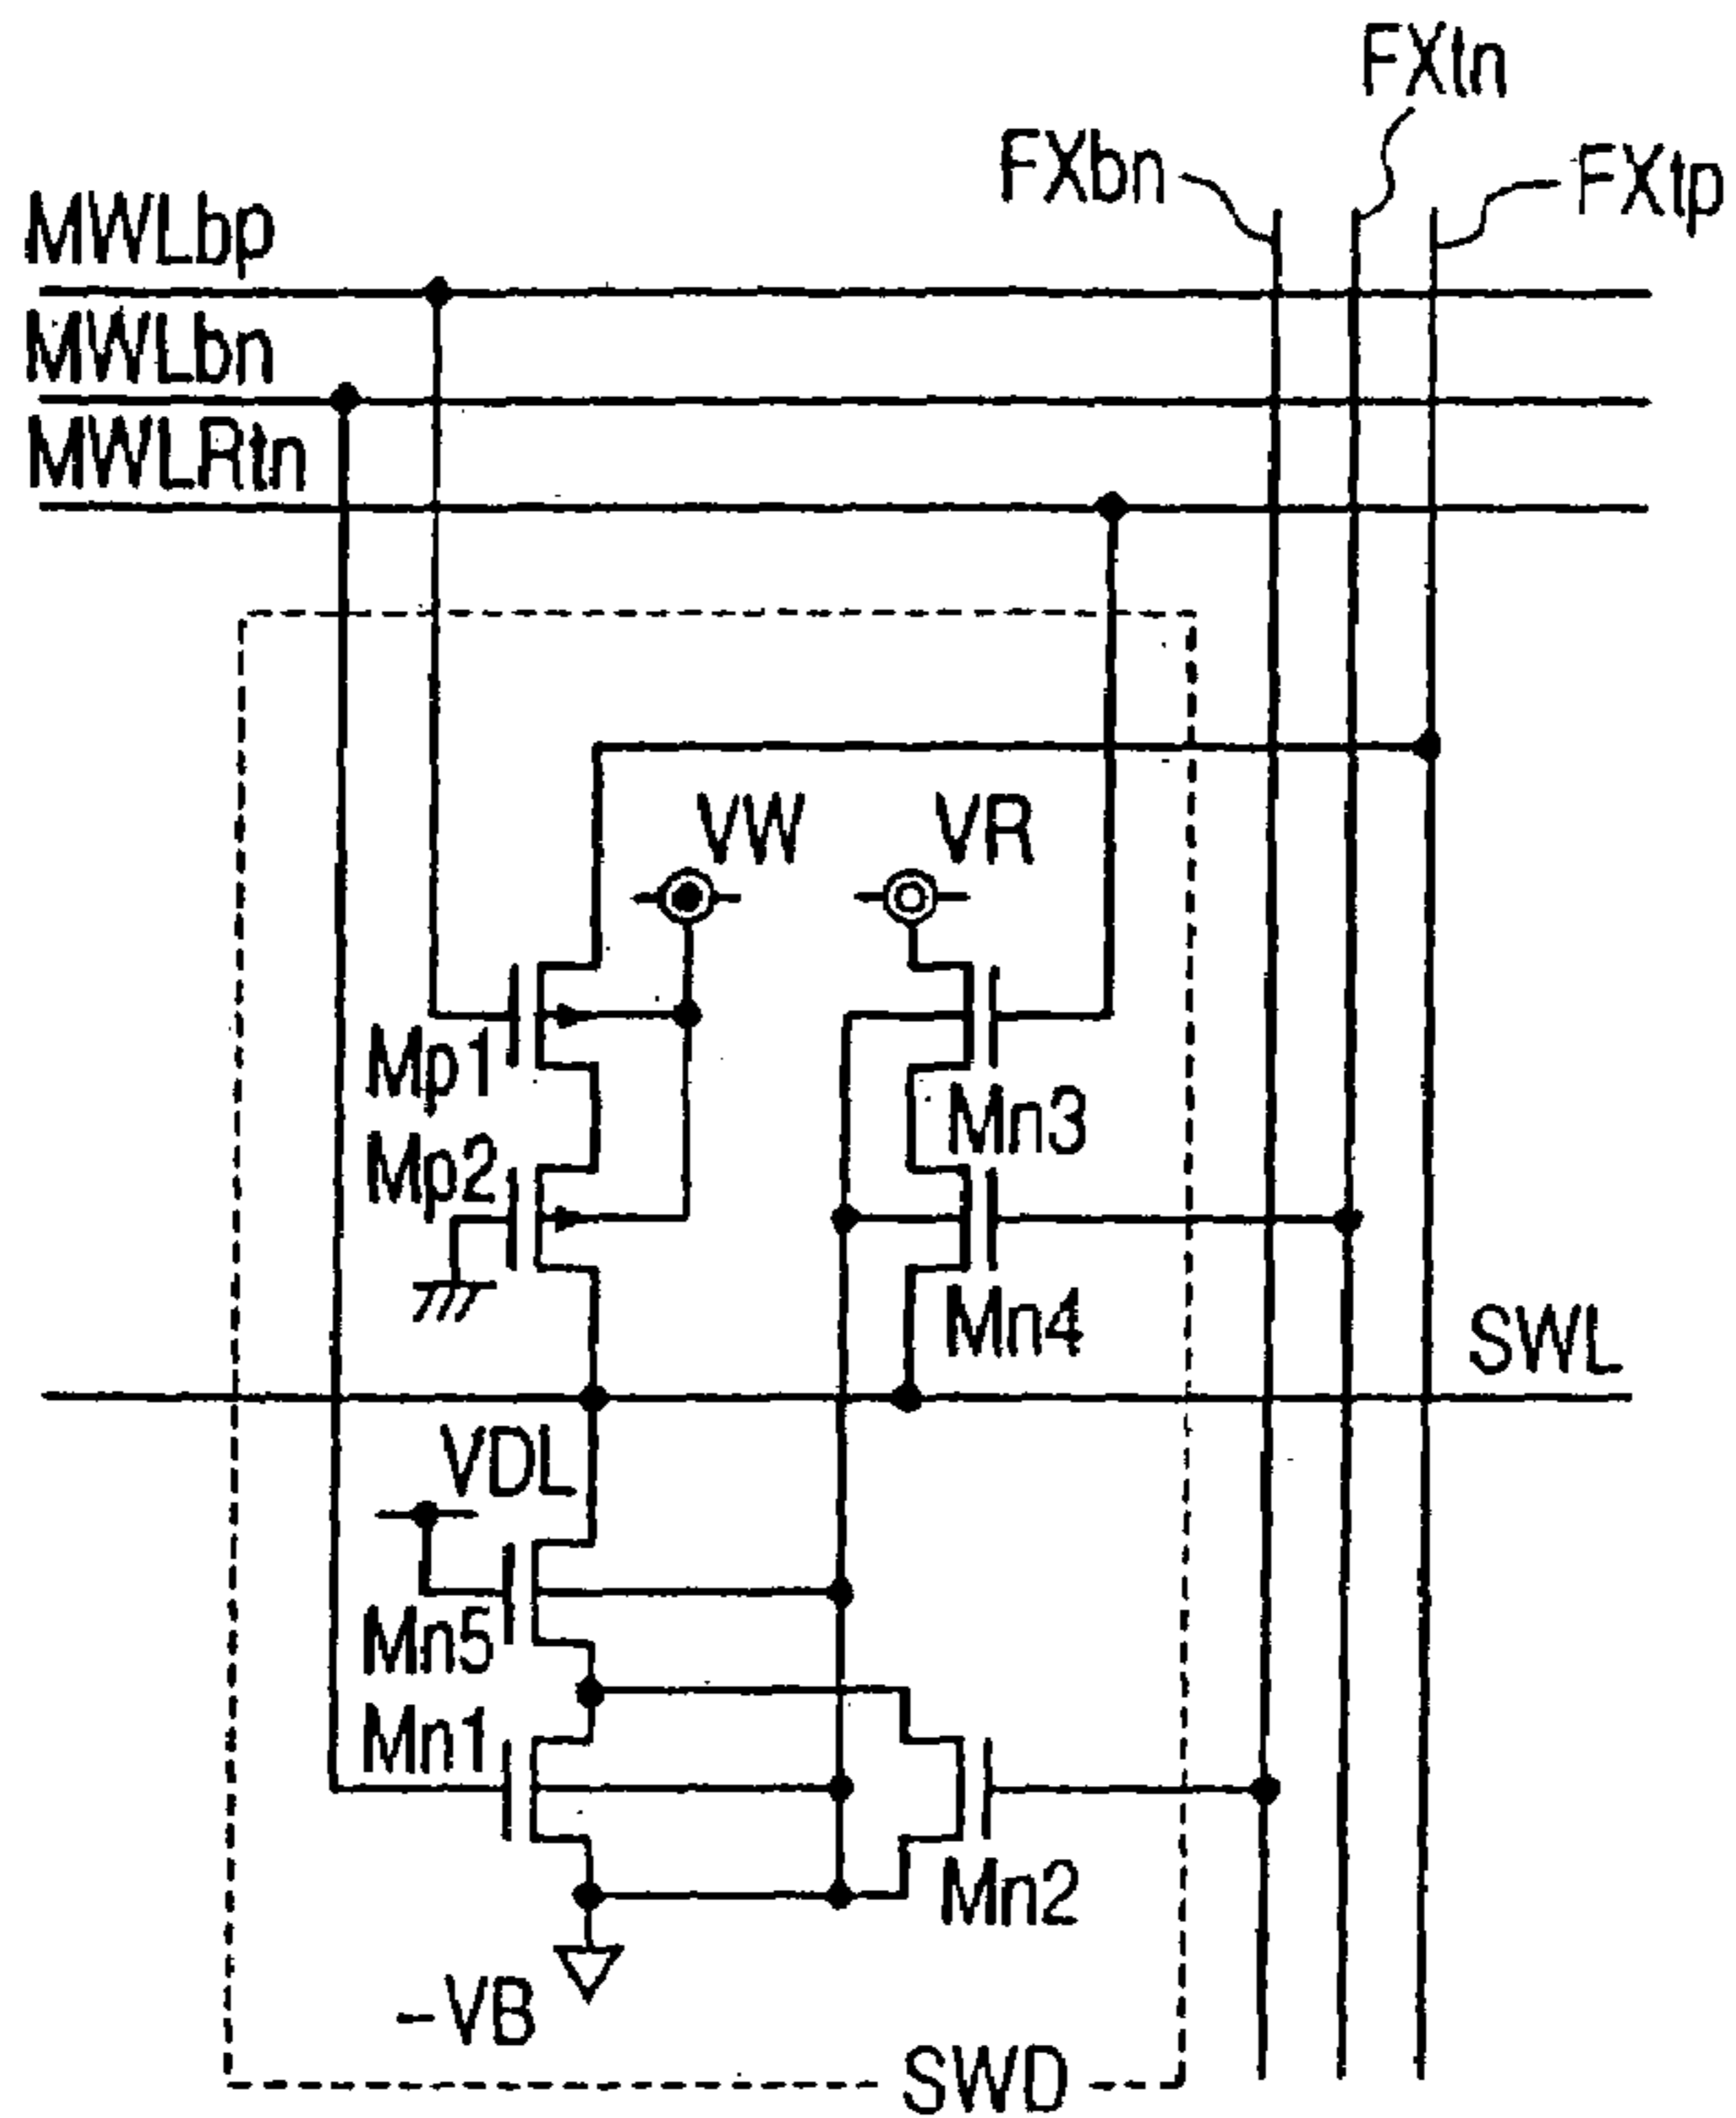 FXtn
FXbn
FXtp
MWLbp
MWLbn
MWLRtn
VW
VR
Mp1
Mn3
Mp2
Mn4
SWL
VDL
Mn5
Mn1
Mn2
-VB
SWD